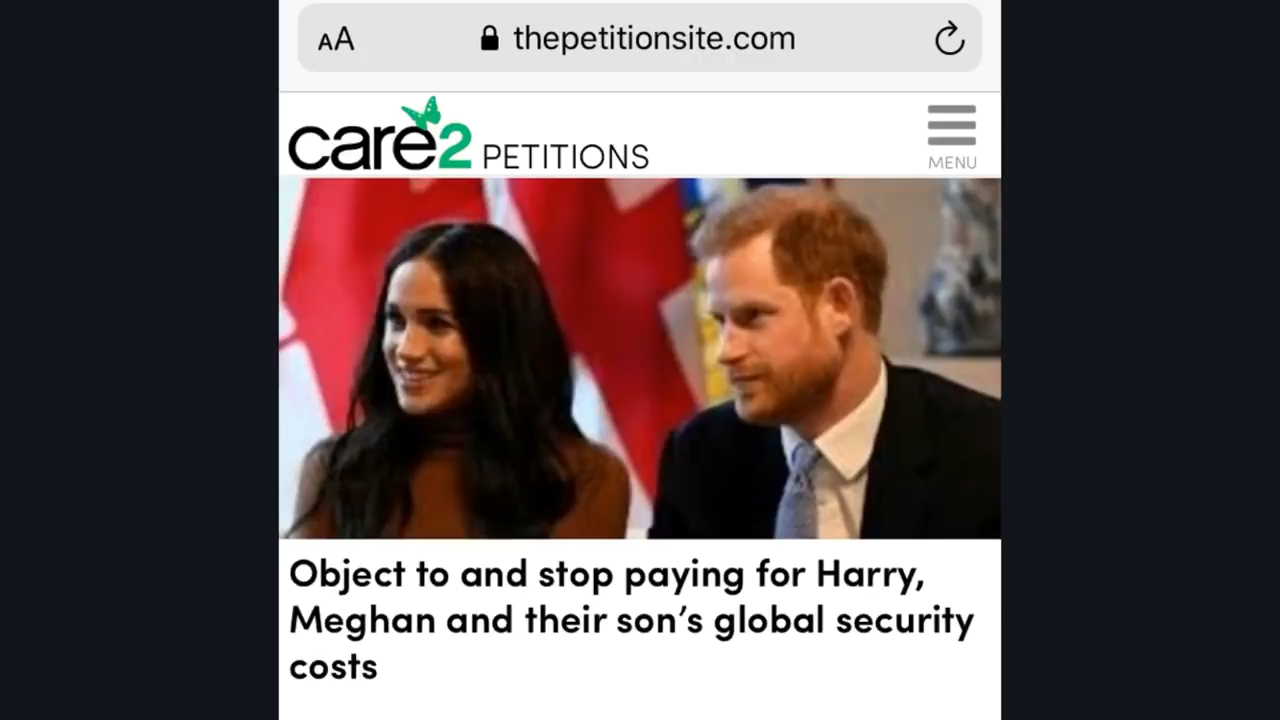 AA thepetitionsite.com
care2 PETITIONS
MENU
Object to and stop paying for Harry,
Meghan and their son’s global security
costs